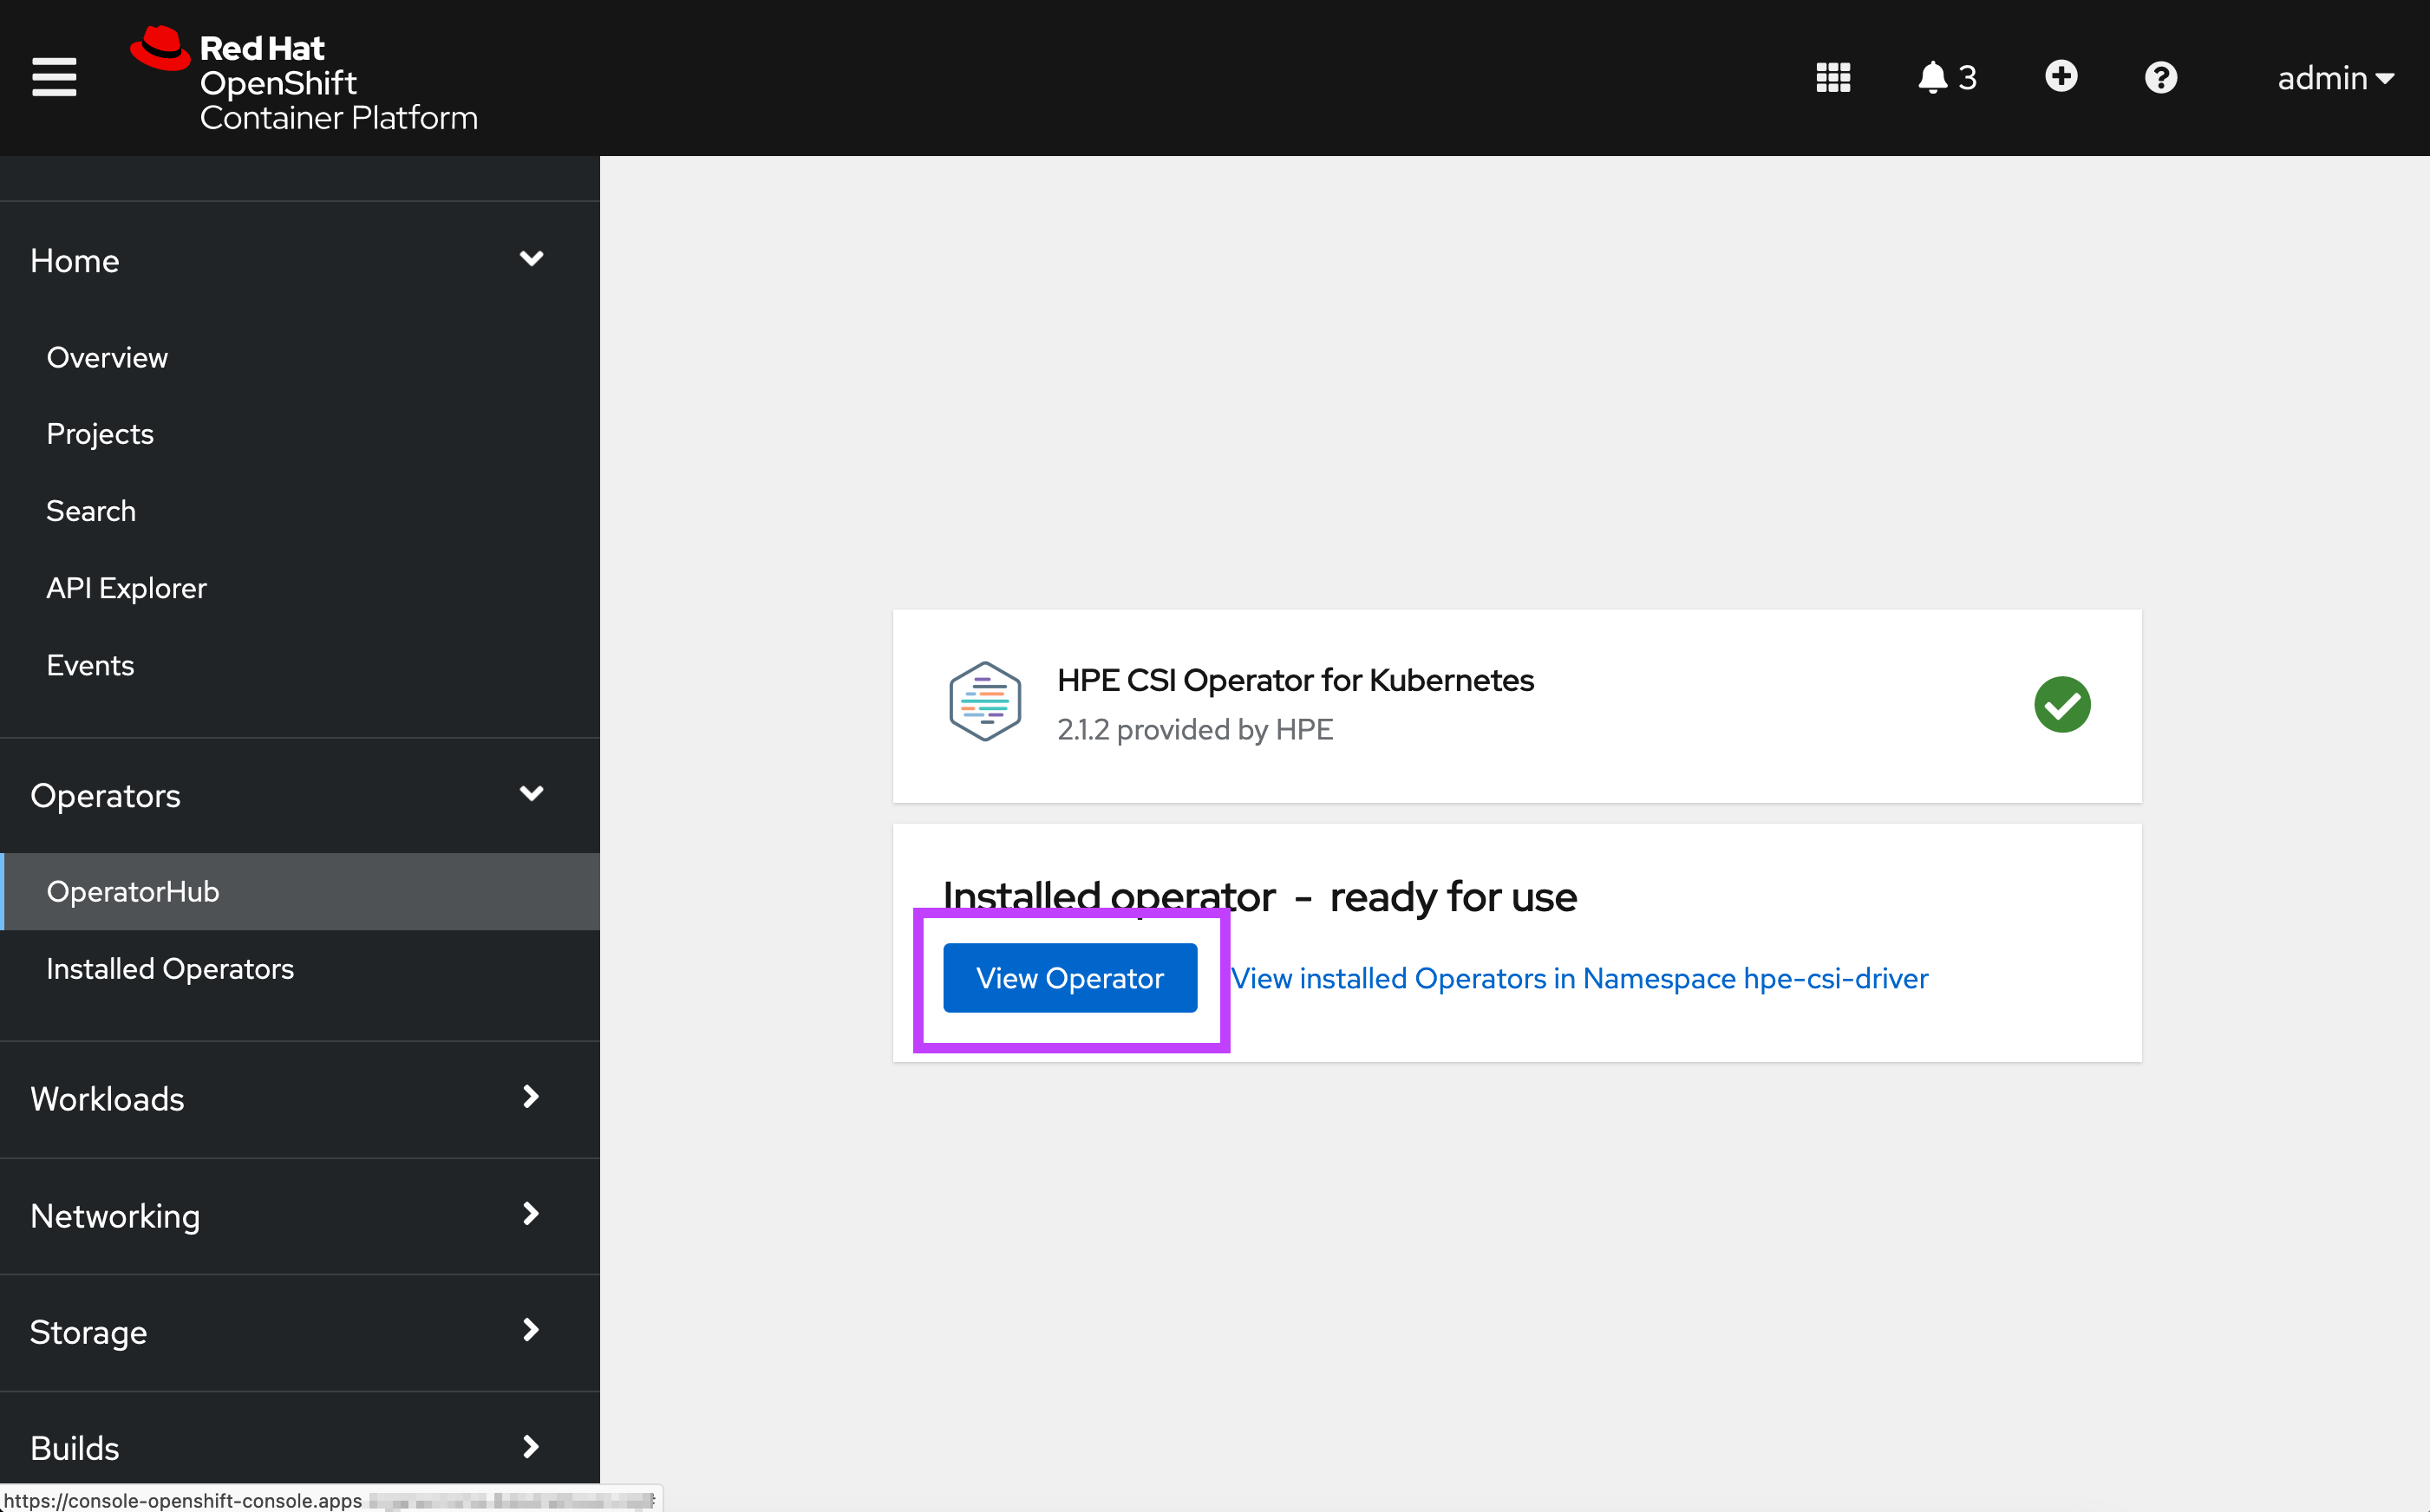 Red Hat
OpenShift
Container Platform
3
admin
Home
Overview
Projects
Search
API Explorer
Events
Operators
OperatorHub
Installed Operators
Workloads
Networking
Storage
Builds
HPE CSI Operator for Kubernetes
2.1.2 provided by HPE
Installed operator - ready for use
View Operator
View installed Operators in Namespace hpe-csi-driver
https://console-openshift-console.apps